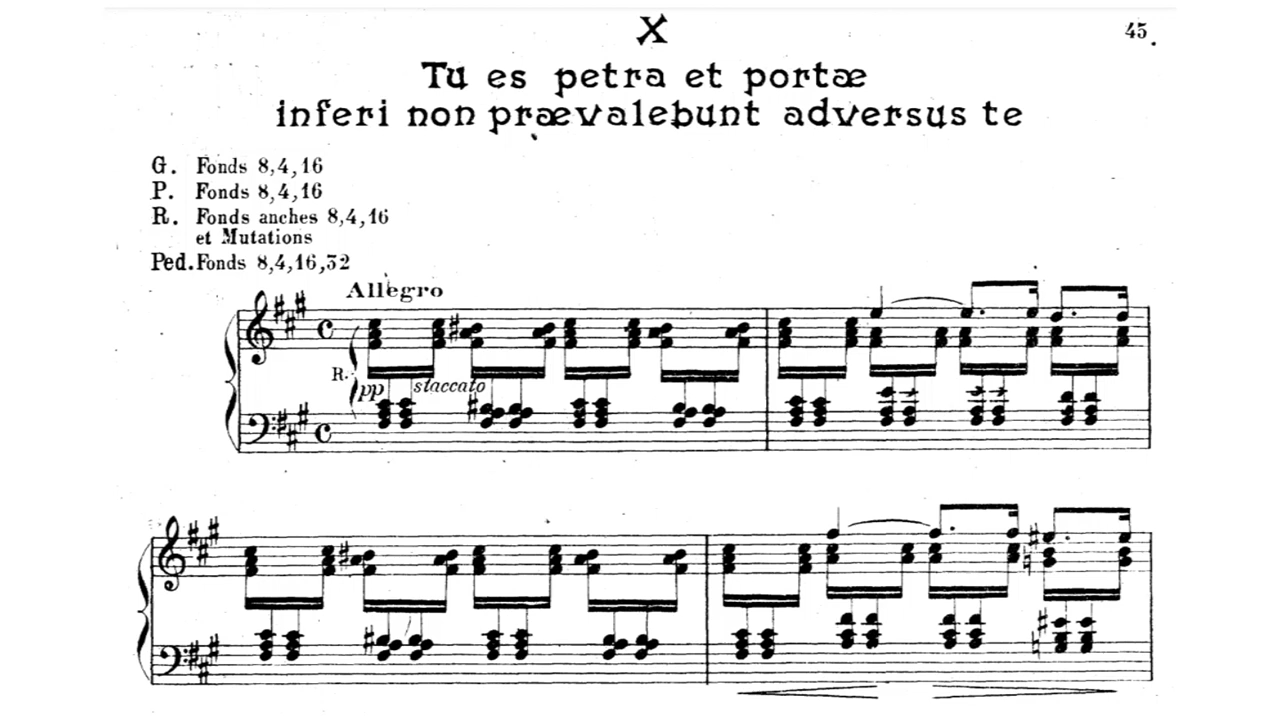 X
45
Tu es petra et portæ
inferi non prævalebunt adversus te
G. Fonds 8,4,16
P. Fonds 8,4,16
R. Fonds anches 8,4,16
et Mutations
Ped. Fonds 8,4,16,32
Allegro
R.
pp staccato